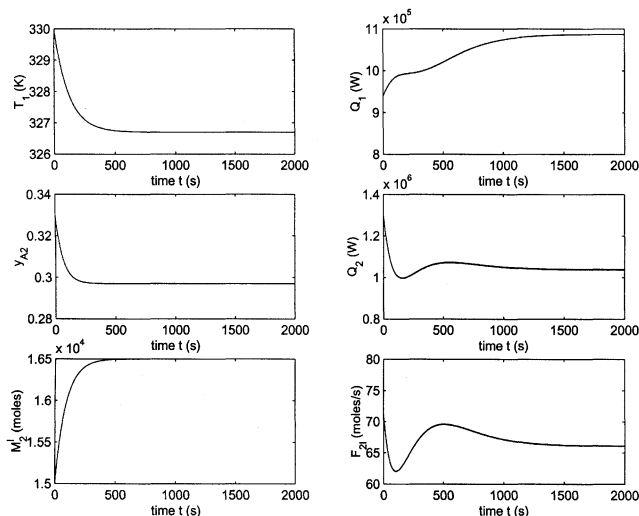 330
329
328
327
326
T1 (K)
0 500 1000 1500 2000
time t (s)
x 10^5
11
10
9
8
Q1 (W)
0 500 1000 1500 2000
time t (s)
0.34
0.32
0.3
0.28
yA2
0 500 1000 1500 2000
time t (s)
x 10^6
1.4
1.2
1
0.8
Q2 (W)
0 500 1000 1500 2000
time t (s)
x 10^4
1.65
1.6
1.55
1.5
M2^l (moles)
0 500 1000 1500 2000
time t (s)
80
75
70
65
60
F2l (moles/s)
0 500 1000 1500 2000
time t (s)